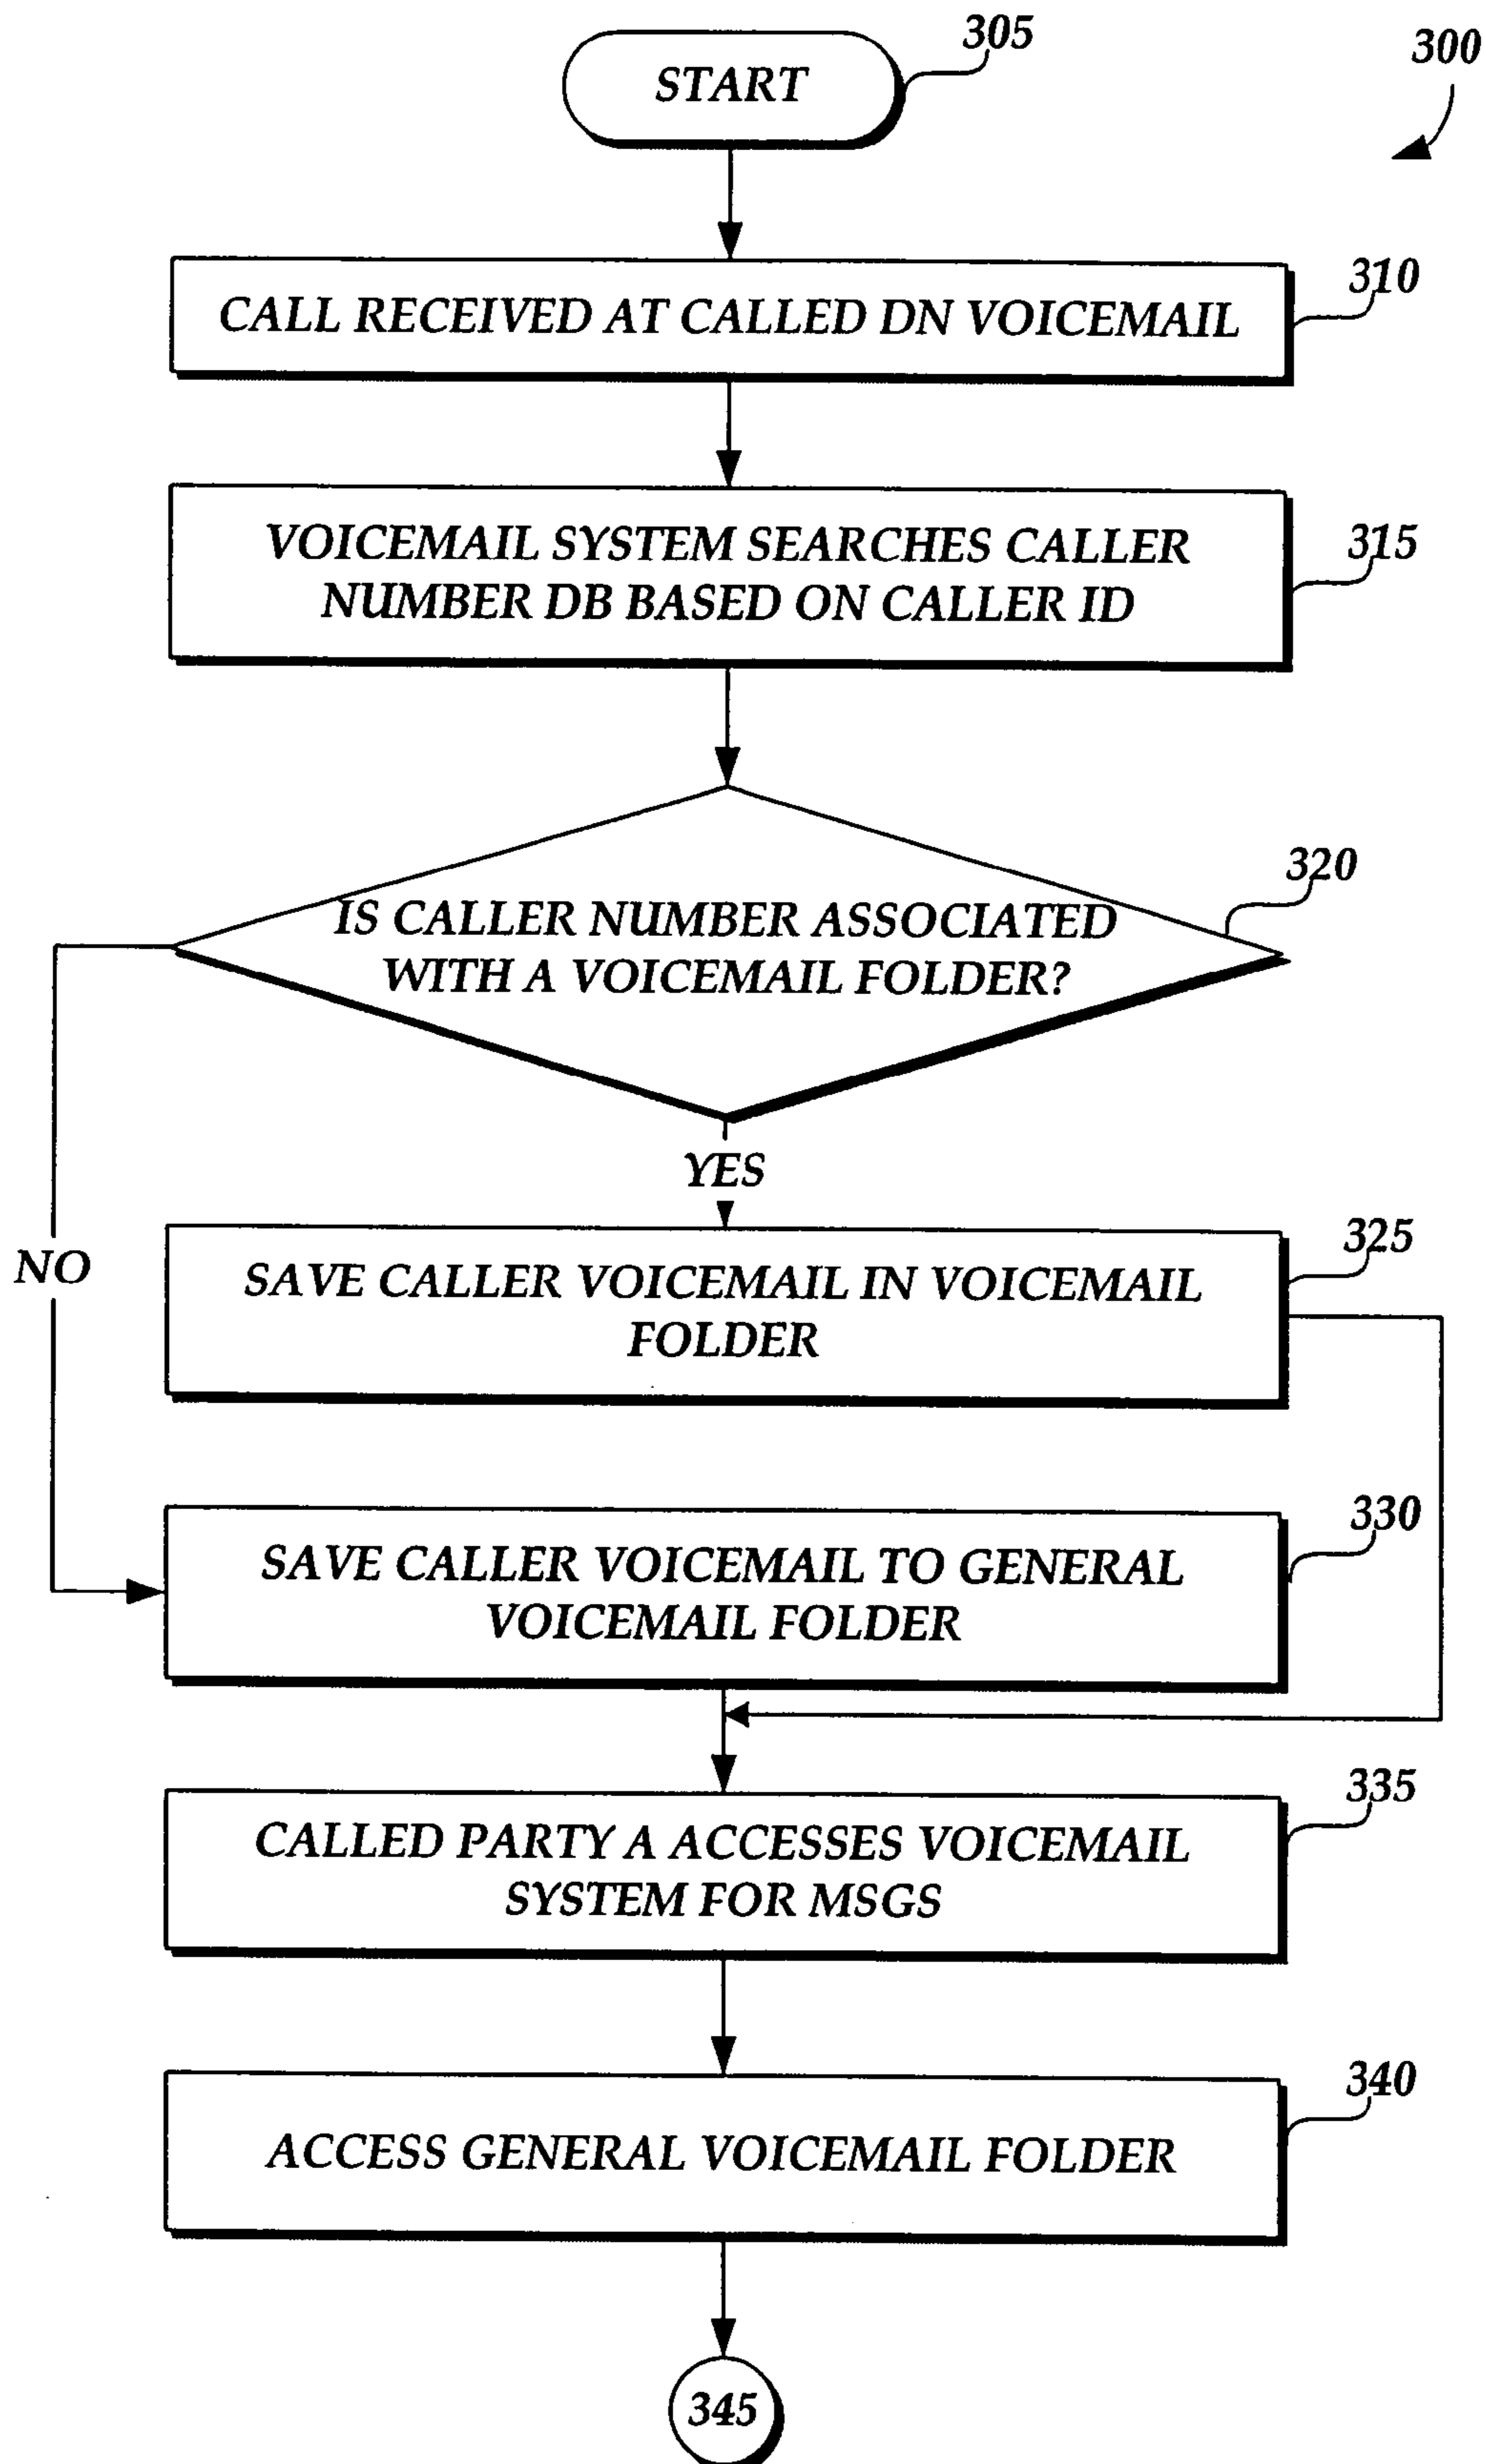 305
300
START
310
CALL RECEIVED AT CALLED DN VOICEMAIL
315
VOICEMAIL SYSTEM SEARCHES CALLER
NUMBER DB BASED ON CALLER ID
320
IS CALLER NUMBER ASSOCIATED
WITH A VOICEMAIL FOLDER?
YES
NO
325
SAVE CALLER VOICEMAIL IN VOICEMAIL
FOLDER
330
SAVE CALLER VOICEMAIL TO GENERAL
VOICEMAIL FOLDER
335
CALLED PARTY A ACCESSES VOICEMAIL
SYSTEM FOR MSGS
340
ACCESS GENERAL VOICEMAIL FOLDER
345